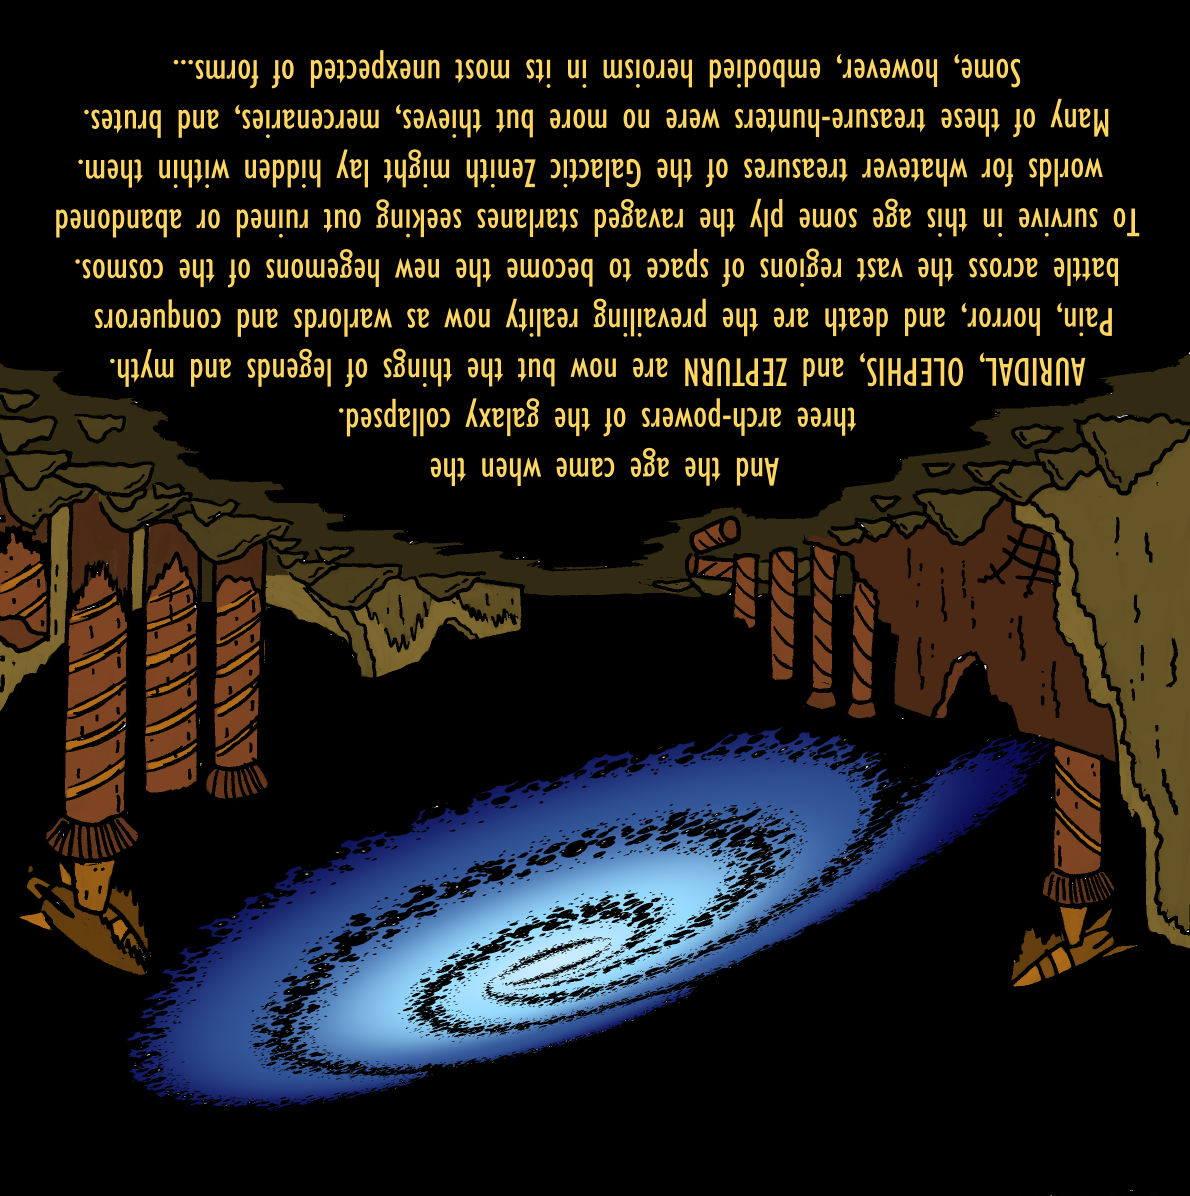 And the age came when the
three arch-powers of the galaxy collapsed.
AURIDAL, OLEPHIS, and ZEPTURN are now but the things of legends and myth.
Pain, horror, and death are the prevailing reality now as warlords and conquerors
battle across the vast regions of space to become the new hegemons of the cosmos.
To survive in this age some ply the ravaged starlanes seeking out ruined or abandoned
worlds for whatever treasures of the Galactic Zenith might lay hidden within them.
Many of these treasure-hunters were no more but thieves, mercenaries, and brutes.
Some, however, embodied heroism in its most unexpected of forms...